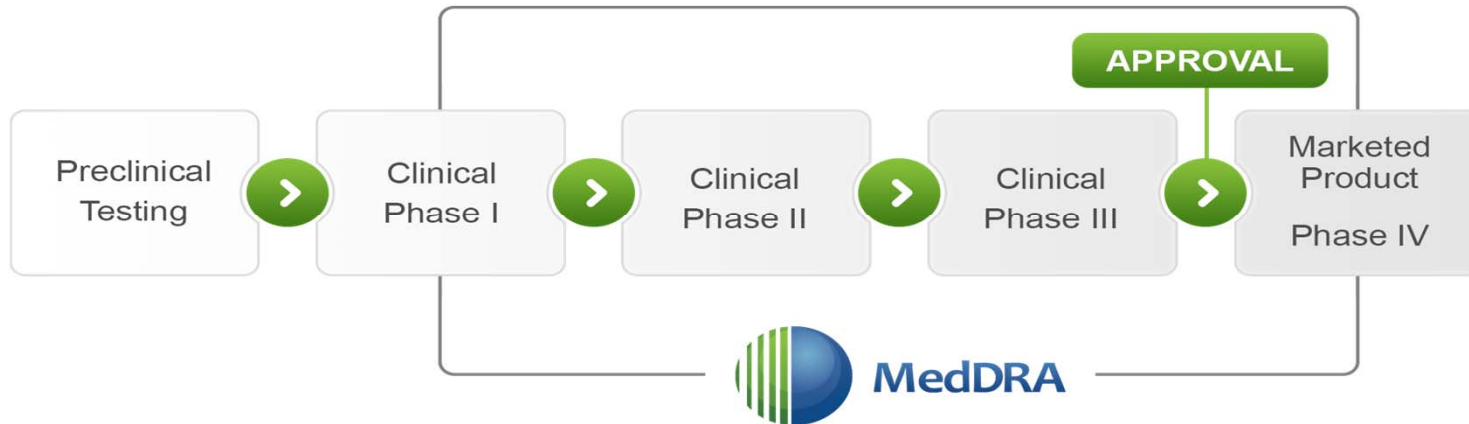 APPROVAL
Preclinical
Testing
Clinical
Phase I
Clinical
Phase II
Clinical
Phase III
Marketed
Product
Phase IV
MedDRA